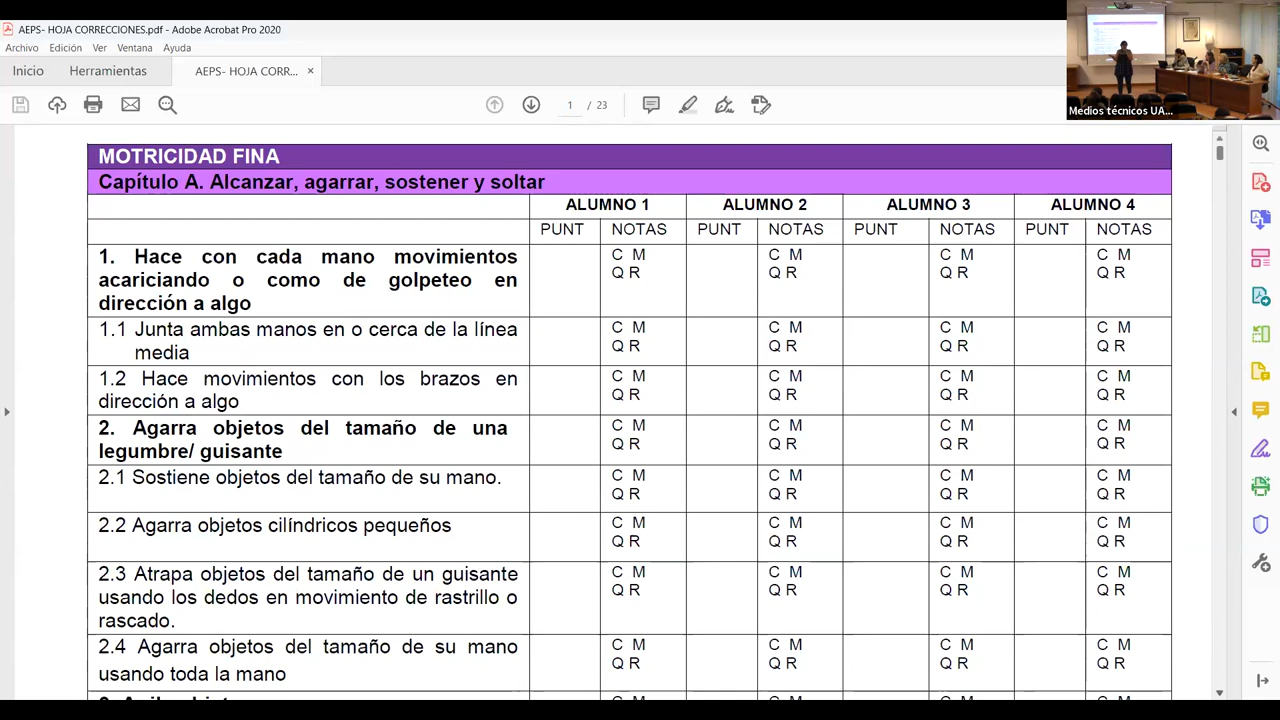 AEPS- HOJA CORRECCIONES.pdf - Adobe Acrobat Pro 2020
Archivo Edición Ver Ventana Ayuda
Inicio Herramientas AEPS- HOJA CORR... ×
1 / 23
Medios técnicos UA...
MOTRICIDAD FINA
Capítulo A. Alcanzar, agarrar, sostener y soltar
ALUMNO 1 ALUMNO 2 ALUMNO 3 ALUMNO 4
PUNT NOTAS PUNT NOTAS PUNT NOTAS PUNT NOTAS
1. Hace con cada mano movimientos C M C M C M C M
acariciando o como de golpeteo en Q R Q R Q R Q R
dirección a algo
1.1 Junta ambas manos en o cerca de la línea C M C M C M C M
media Q R Q R Q R Q R
1.2 Hace movimientos con los brazos en C M C M C M C M
dirección a algo Q R Q R Q R Q R
2. Agarra objetos del tamaño de una C M C M C M C M
legumbre/ guisante Q R Q R Q R Q R
2.1 Sostiene objetos del tamaño de su mano. C M C M C M C M
Q R Q R Q R Q R
2.2 Agarra objetos cilíndricos pequeños C M C M C M C M
Q R Q R Q R Q R
2.3 Atrapa objetos del tamaño de un guisante C M C M C M C M
usando los dedos en movimiento de rastrillo o Q R Q R Q R Q R
rascado.
2.4 Agarra objetos del tamaño de su mano C M C M C M C M
usando toda la mano Q R Q R Q R Q R
C M C M C M C M